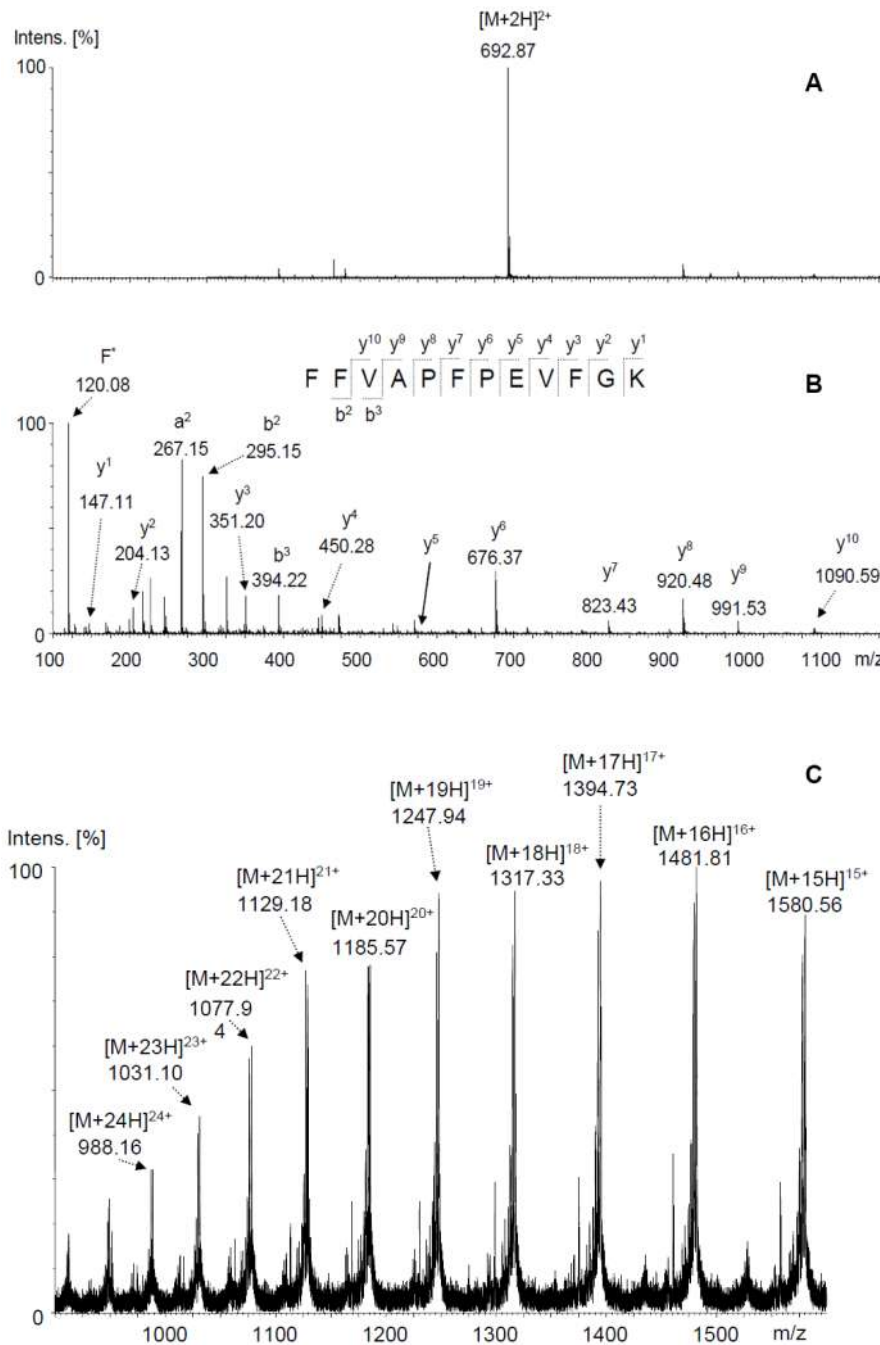 [M+2H]2+
Intens. [%]
692.87
100
A
0
y10 y9 y8 y7 y6 y5 y4 y3 y2 y1
F*
F F V A P F P E V F G K
120.08
B
b2 b3
100
a2
267.15
b2
295.15
y1
147.11
y3
351.20
y2
204.13
b3
394.22
y4
450.28
y5
y6
676.37
y7
823.43
y8
920.48
y9
991.53
y10
1090.59
0
100 200 300 400 500 600 700 800 900 1000 1100 m/z
[M+17H]17+
1394.73
C
[M+19H]19+
1247.94
Intens. [%]
[M+16H]16+
1481.81
[M+18H]18+
1317.33
100
[M+21H]21+
1129.18
[M+15H]15+
1580.56
[M+20H]20+
1185.57
[M+22H]22+
1077.9
4
[M+23H]23+
1031.10
[M+24H]24+
988.16
0
1000 1100 1200 1300 1400 1500 m/z